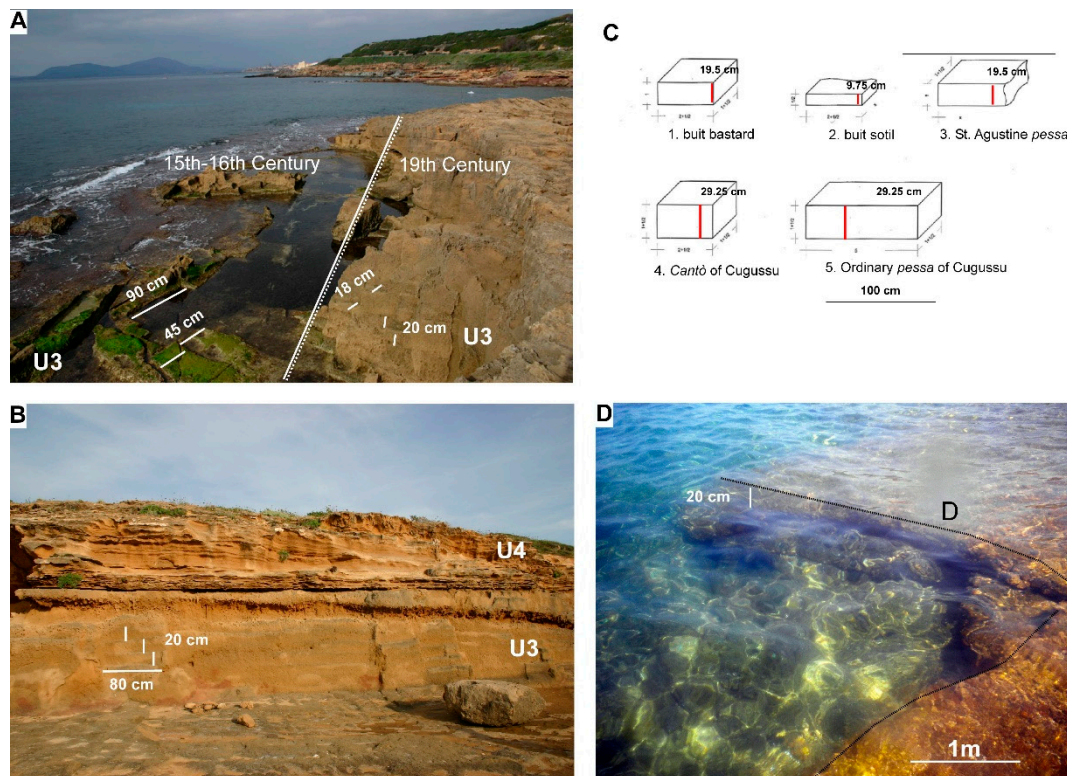 A
15th-16th Century
19th Century
90 cm
45 cm
18 cm
20 cm
U3
U3
B
U4
20 cm
U3
80 cm
C
19.5 cm
1. buit bastard
9.75 cm
2. buit sotil
19.5 cm
3. St. Agustine pessa
29.25 cm
4. Cantò of Cugussu
29.25 cm
5. Ordinary pessa of Cugussu
100 cm
D
20 cm
D
1m